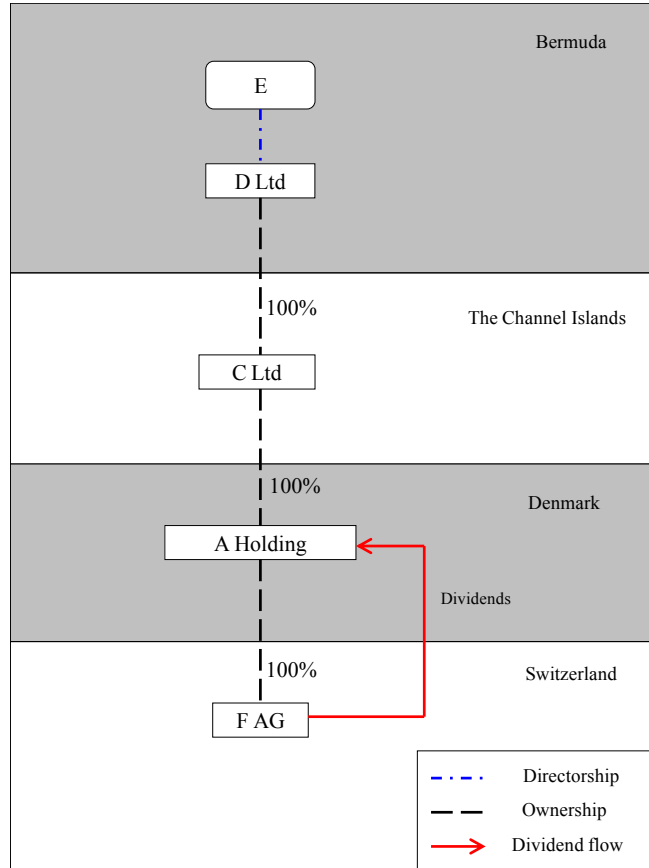 Bermuda
E
D Ltd
100%
The Channel Islands
C Ltd
100%
Denmark
A Holding
Dividends
100%
Switzerland
F AG
Directorship
Ownership
Dividend flow